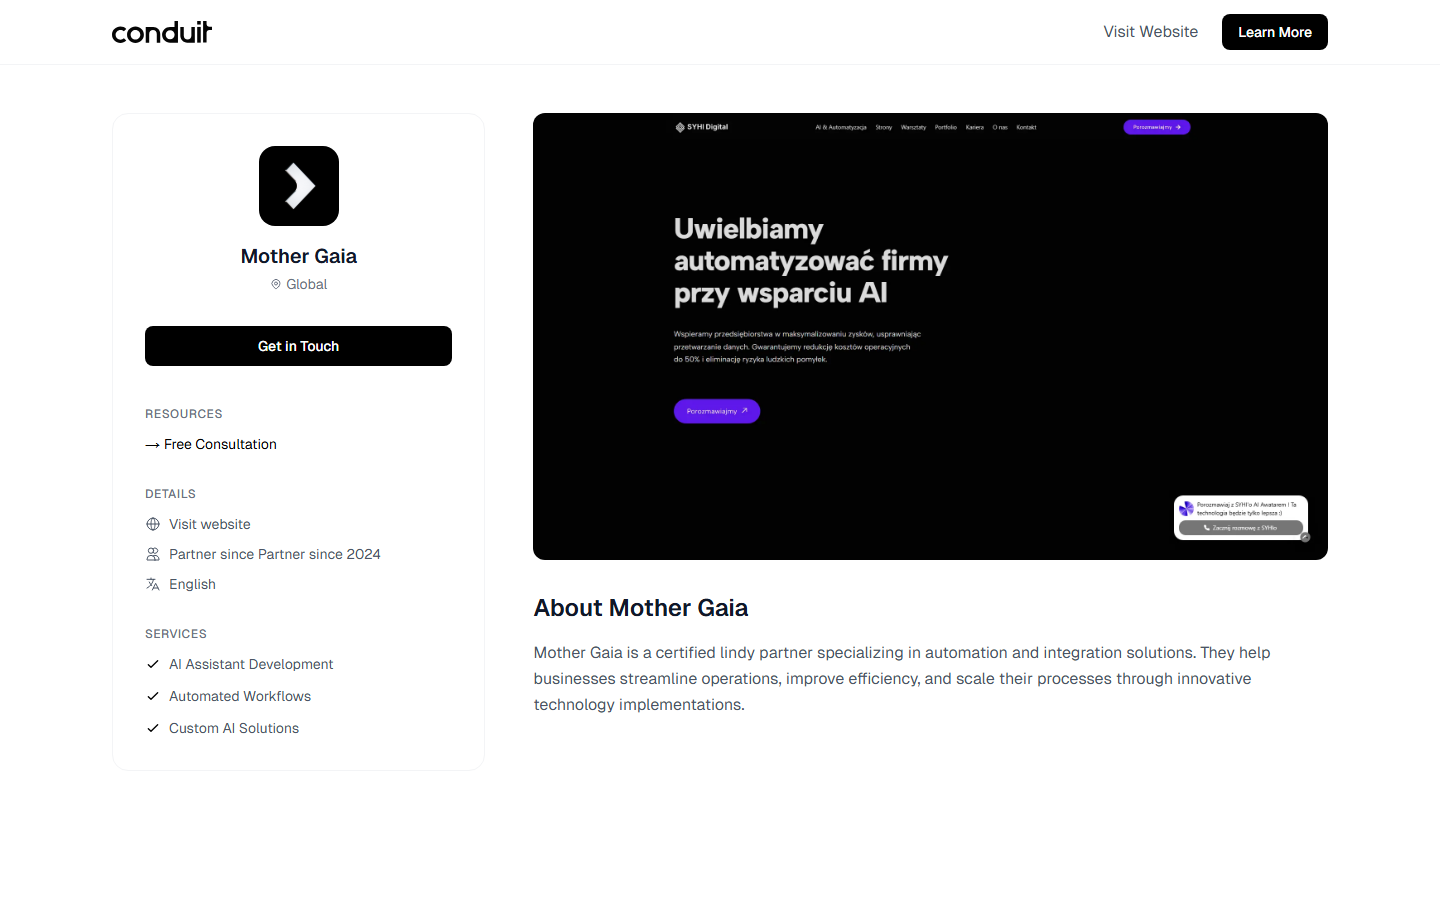 conduit
Visit Website
Learn More
Mother Gaia
Global
Get in Touch
RESOURCES
→ Free Consultation
DETAILS
Visit website
Partner since Partner since 2024
English
SERVICES
AI Assistant Development
Automated Workflows
Custom AI Solutions
SYHI Digital
AI & Automatyzacja
Strony
Warsztaty
Portfolio
Kariera
O nas
Kontakt
Porozmawiajmy →
Uwielbiamy
automatyzować firmy
przy wsparciu AI
Wspieramy przedsiębiorstwa w maksymalizowaniu zysków, usprawniając
przetwarzanie danych. Gwarantujemy redukcję kosztów operacyjnych
do 50% i eliminację ryzyka ludzkich pomyłek.
Porozmawiajmy ↗
Porozmawiaj z SYHI'o AI Awatarem ! Ta
technologia będzie tylko lepsza :)
Zacznij rozmowę z SYHIo
About Mother Gaia
Mother Gaia is a certified lindy partner specializing in automation and integration solutions. They help
businesses streamline operations, improve efficiency, and scale their processes through innovative
technology implementations.